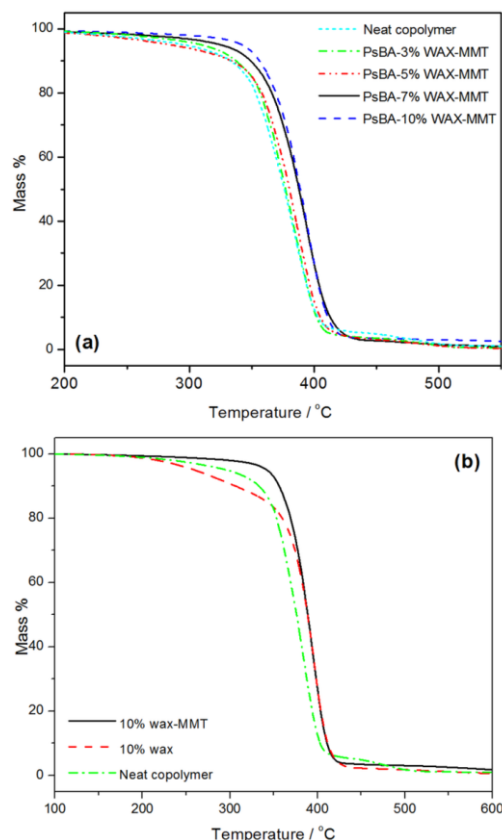 Neat copolymer
PsBA-3% WAX-MMT
PsBA-5% WAX-MMT
PsBA-7% WAX-MMT
PsBA-10% WAX-MMT
100
80
60
40
20
0
Mass %
(a)
200 300 400 500
Temperature / °C
(b)
100
80
60
40
20
0
Mass %
10% wax-MMT
10% wax
Neat copolymer
100 200 300 400 500 600
Temperature / °C